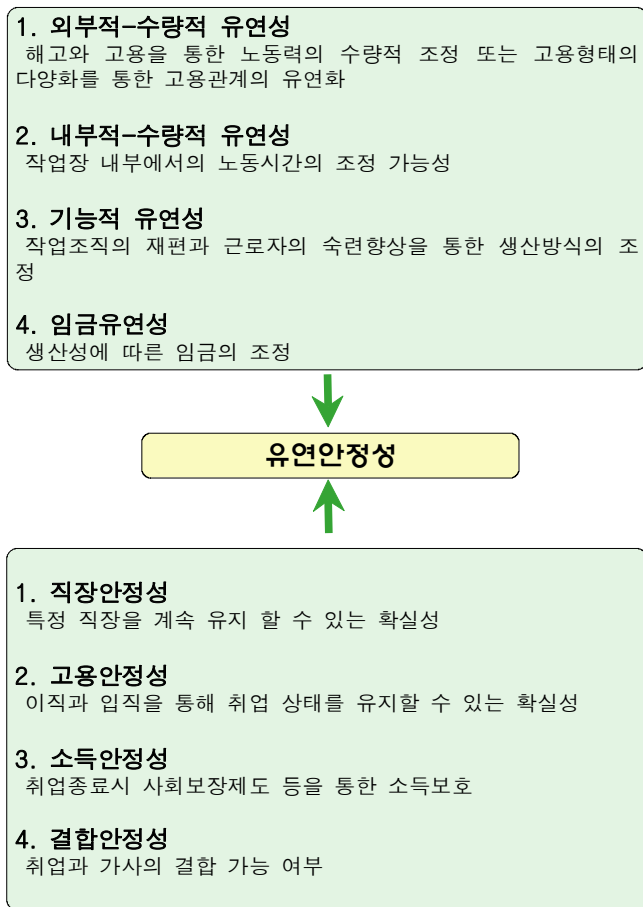 1. 외부적-수량적 유연성
해고와 고용을 통한 노동력의 수량적 조정 또는 고용형태의
다양화를 통한 고용관계의 유연화
2. 내부적-수량적 유연성
작업장 내부에서의 노동시간의 조정 가능성
3. 기능적 유연성
작업조직의 재편과 근로자의 숙련향상을 통한 생산방식의 조
정
4. 임금유연성
생산성에 따른 임금의 조정
유연안정성
1. 직장안정성
특정 직장을 계속 유지 할 수 있는 확실성
2. 고용안정성
이직과 입직을 통해 취업 상태를 유지할 수 있는 확실성
3. 소득안정성
취업종료시 사회보장제도 등을 통한 소득보호
4. 결합안정성
취업과 가사의 결합 가능 여부